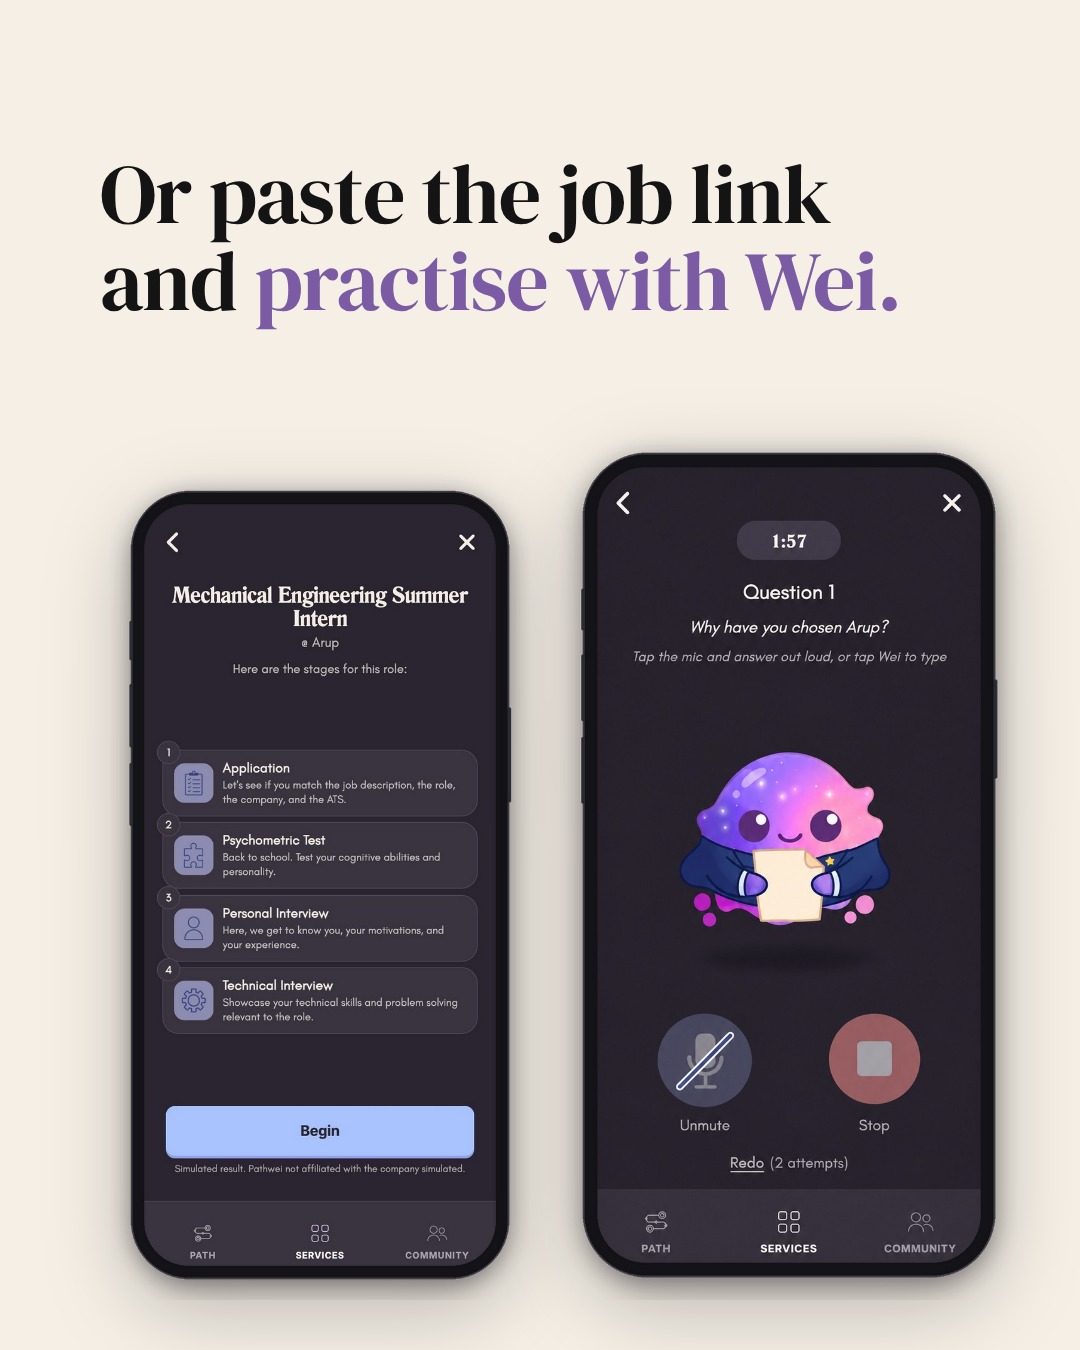 Or paste the job link
and practise with Wei.
Mechanical Engineering Summer
Intern
@ Arup
Here are the stages for this role:
1
Application
Let's see if you match the job description, the role,
the company, and the ATS.
2
Psychometric Test
Back to school. Test your cognitive abilities and
personality.
3
Personal Interview
Here, we get to know you, your motivations, and
your experience.
4
Technical Interview
Showcase your technical skills and problem solving
relevant to the role.
Begin
Simulated result. Pathwei not affiliated with the company simulated.
PATH
SERVICES
COMMUNITY
1:57
Question 1
Why have you chosen Arup?
Tap the mic and answer out loud, or tap Wei to type
Unmute
Stop
Redo (2 attempts)
PATH
SERVICES
COMMUNITY